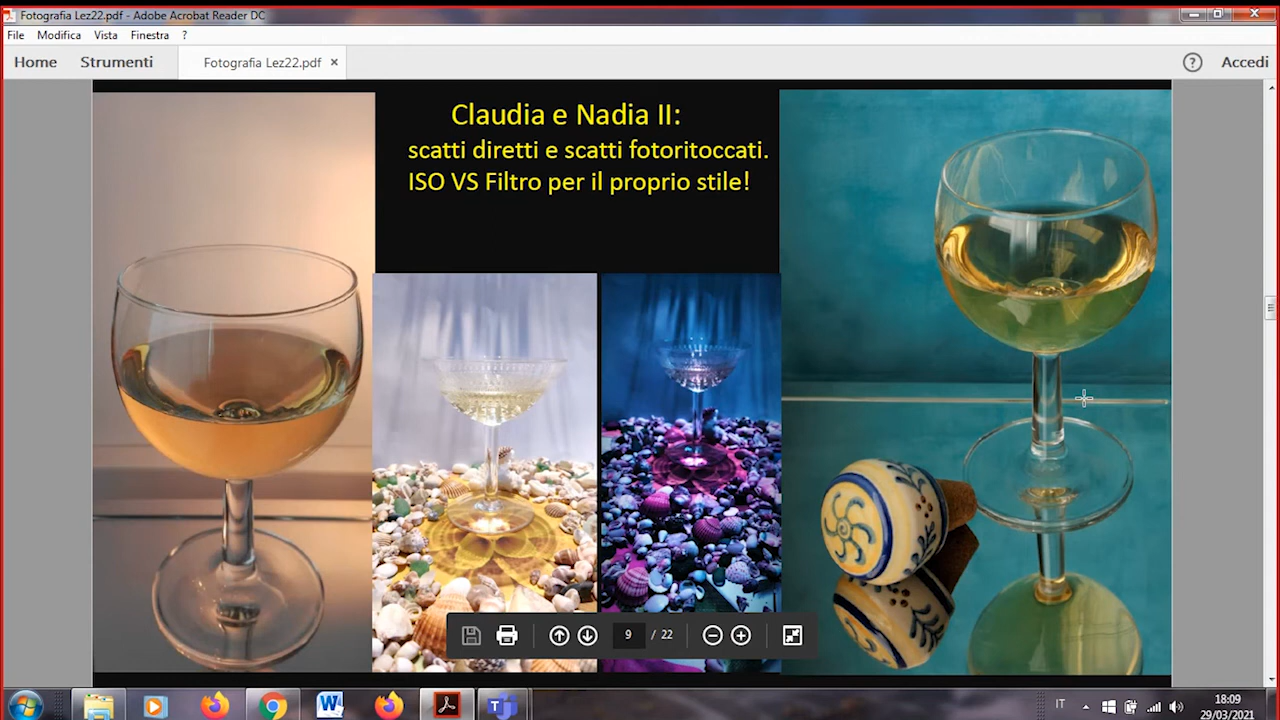 Fotografia Lez22.pdf - Adobe Acrobat Reader DC
File Modifica Vista Finestra ?
Home Strumenti Fotografia Lez22.pdf × ? Accedi
Claudia e Nadia II:
scatti diretti e scatti fotoritoccati.
ISO VS Filtro per il proprio stile!
9 / 22
IT
18:09
29/03/2021